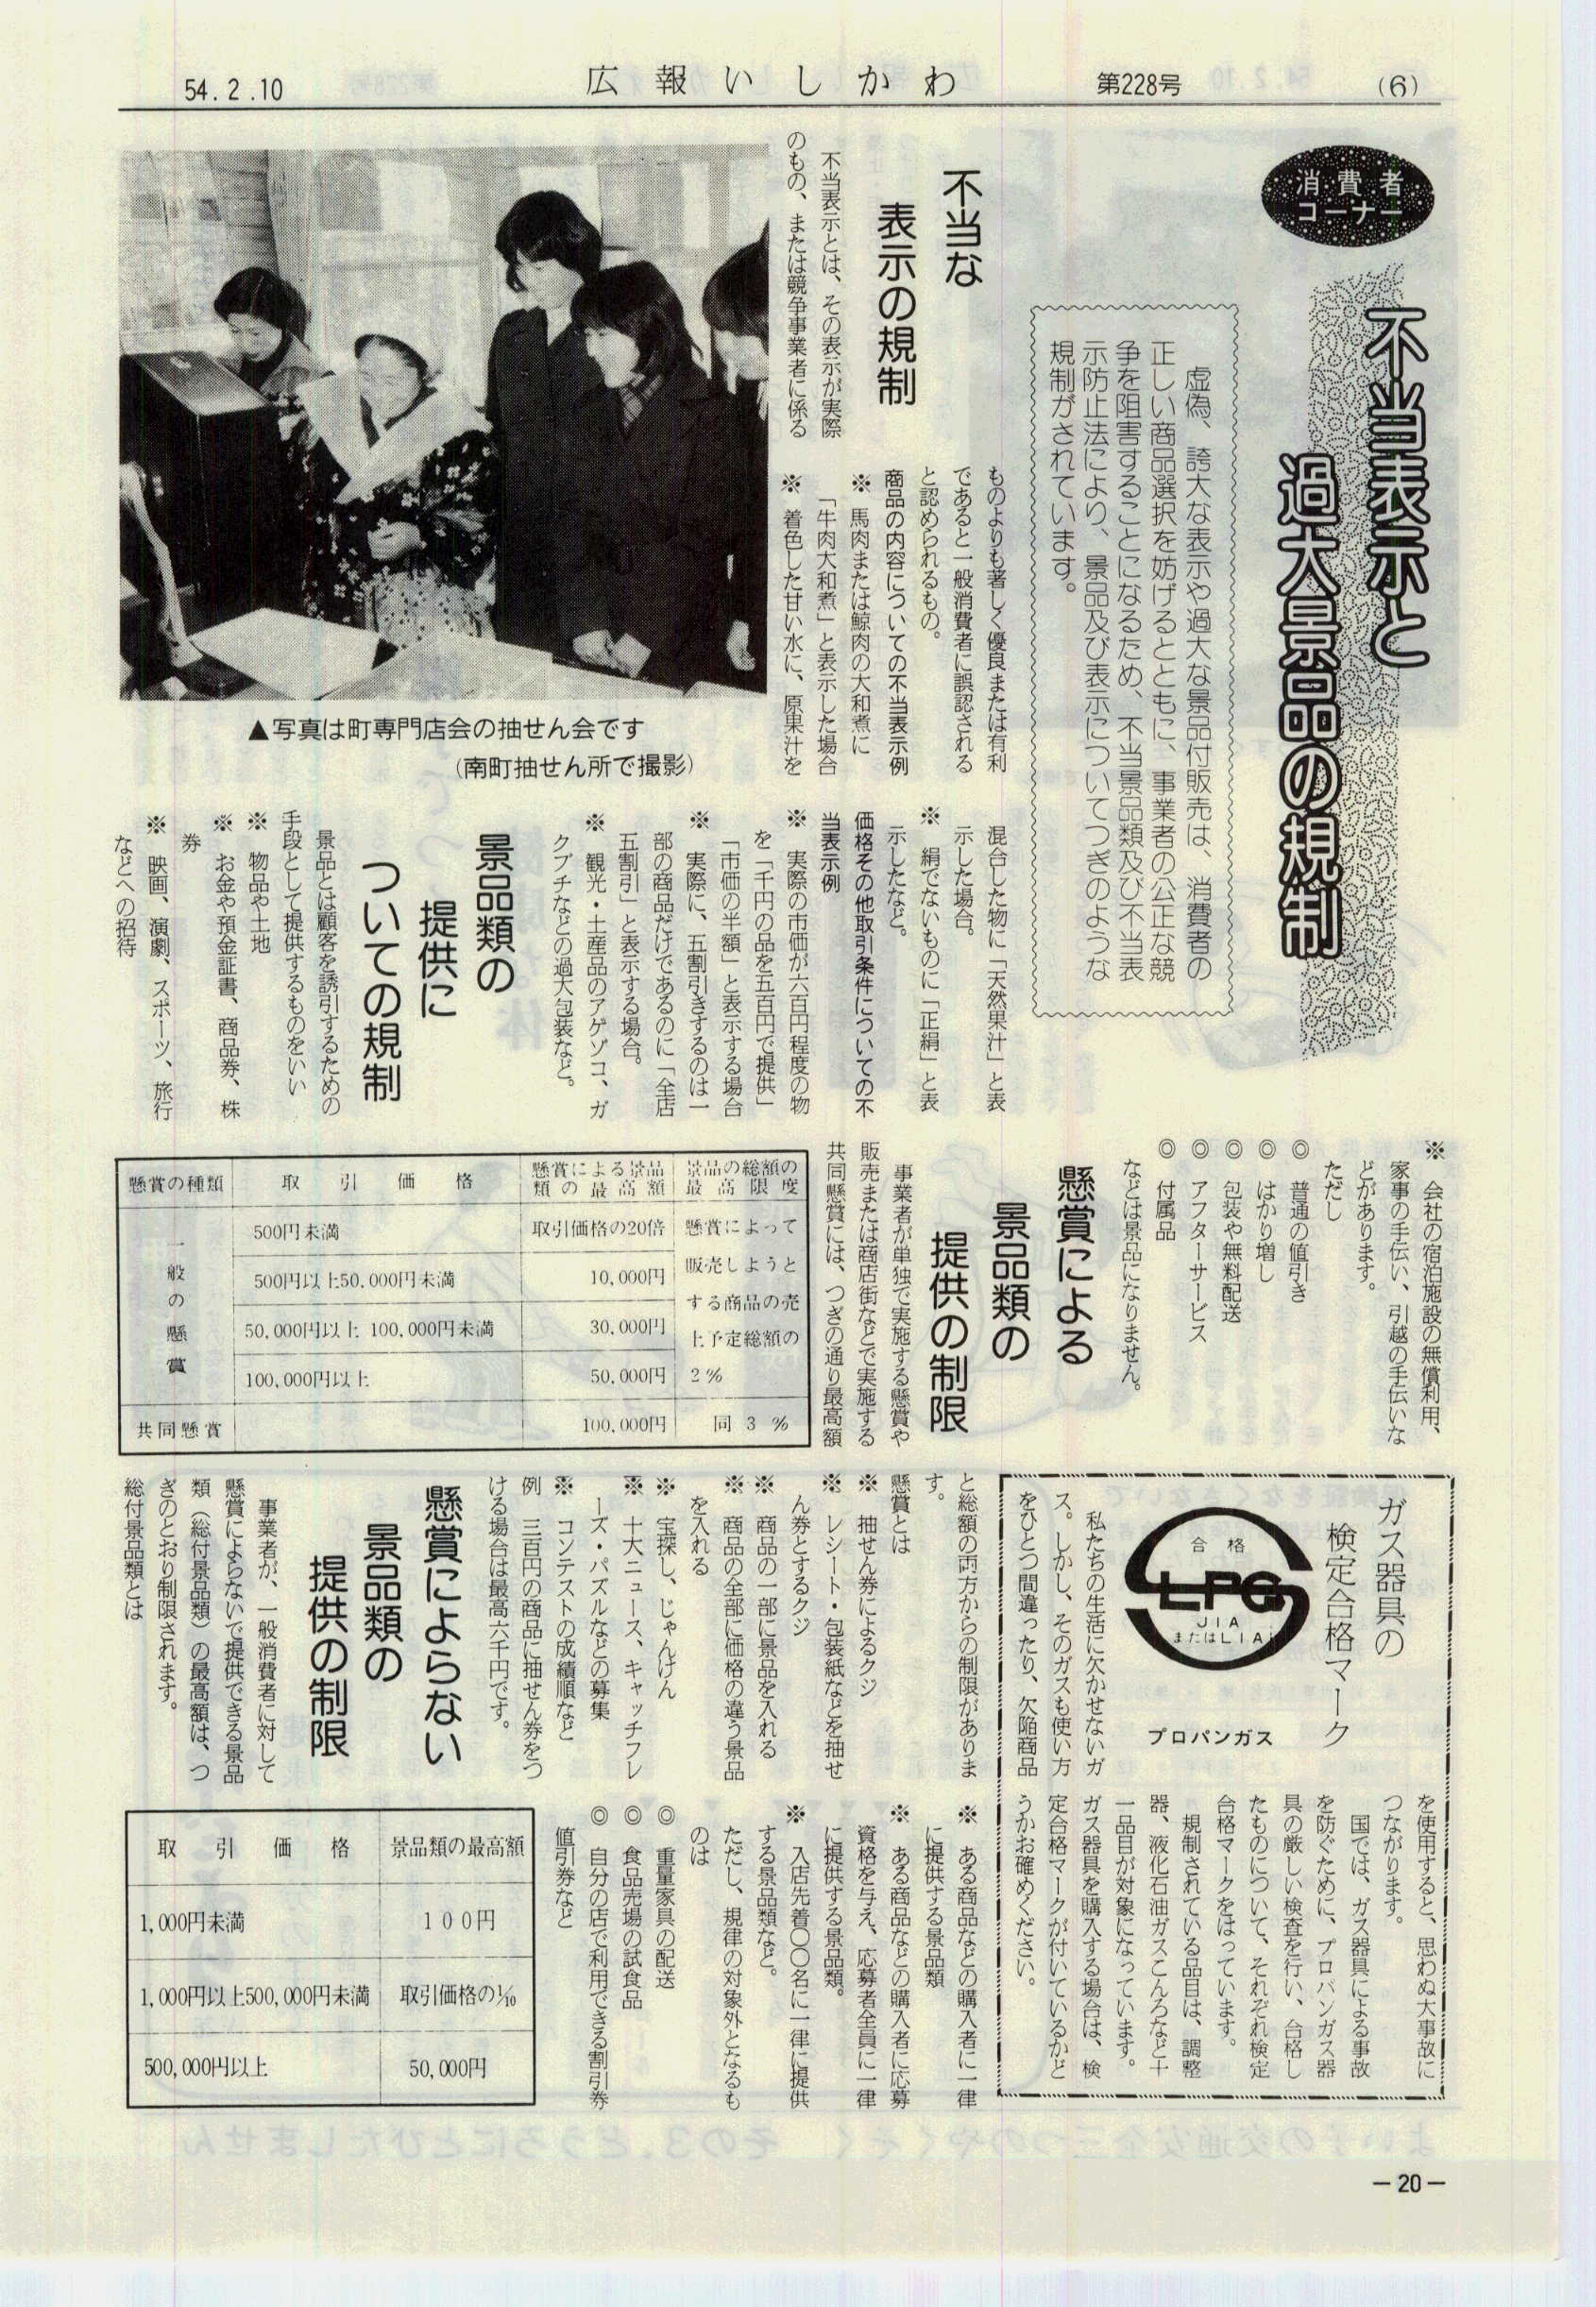 54.2.10
広報いしかわ
第228号
(6)
消費者
コーナー
不当表示と
過大景品の規制
虚偽、誇大な表示や過大な景品付販売は、消費者の
正しい商品選択を妨げるとともに、事業者の公正な競
争を阻害することになるため、不当景品類及び不当表
示防止法により、景品及び表示についてつぎのような
規制がされています。
不当な
表示の規制
不当表示とは、その表示が実際
のもの、または競争事業者に係る
ものよりも著しく優良または有利
であると一般消費者に誤認される
と認められるもの。
商品の内容についての不当表示例
※ 馬肉または鯨肉の大和煮に
「牛肉大和煮」と表示した場合
※ 着色した甘い水に、原果汁を
混合した物に「天然果汁」と表
示した場合。
※ 絹でないものに「正絹」と表
示したなど。
価格その他取引条件についての不
当表示例
※ 実際の市価が六百円程度の物
を「千円の品を五百円で提供」
「市価の半額」と表示する場合
※ 実際に、五割引きするのは一
部の商品だけであるのに「全店
五割引」と表示する場合。
※ 観光・土産品のアゲゾコ、ガ
クブチなどの過大包装など。
▲写真は町専門店会の抽せん会です
(南町抽せん所で撮影)
景品類の
提供に
ついての規制
景品とは顧客を誘引するための
手段として提供するものをいい
※ 物品や土地
※ お金や預金証書、商品券、株
券
※ 映画、演劇、スポーツ、旅行
などへの招待
※ 会社の宿泊施設の無償利用、
家事の手伝い、引越の手伝いな
どがあります。
ただし
◎ 普通の値引き
◎ はかり増し
◎ 包装や無料配送
◎ アフターサービス
◎ 付属品
などは景品になりません。
懸賞による
景品類の
提供の制限
事業者が単独で実施する懸賞や
販売または商店街などで実施する
共同懸賞には、つぎの通り最高額
懸賞の種類 取引価格 懸賞による景品類の最高額 景品の総額の最高限度
一般の懸賞
500円未満 取引価格の20倍
500円以上50,000円未満 10,000円
50,000円以上 100,000円未満 30,000円
100,000円以上 50,000円
懸賞によって
販売しようと
する商品の売
上予定総額の
2%
共同懸賞 100,000円 同3%
と総額の両方からの制限がありま
す。
懸賞とは
※ 抽せん券によるクジ
※ レシート・包装紙などを抽せ
ん券とするクジ
※ 商品の一部に景品を入れる
※ 商品の全部に価格の違う景品
を入れる
※ 宝探し、じゃんけん
※ 十大ニュース、キャッチフレ
ーズ・パズルなどの募集
※ コンテストの成績順など
例 三百円の商品に抽せん券をつ
ける場合は最高六千円です。
懸賞によらない
景品類の
提供の制限
事業者が、一般消費者に対して
懸賞によらないで提供できる景品
類(総付景品類)の最高額は、つ
ぎのとおり制限されます。
総付景品類とは
※ ある商品などの購入者に一律
に提供する景品類
※ ある商品などの購入者に応募
資格を与え、応募者全員に一律
に提供する景品類。
※ 入店先着〇〇名に一律に提供
する景品類など。
ただし、規律の対象外となるも
のは
◎ 重量家具の配送
◎ 食品売場の試食品
◎ 自分の店で利用できる割引券
値引券など
取引価格 景品類の最高額
1,000円未満 100円
1,000円以上500,000円未満 取引価格の1/10
500,000円以上 50,000円
ガス器具の
検定合格マーク
合格
LPG
JIA
またはLIA
プロパンガス
私たちの生活に欠かせないガ
ス。しかし、そのガスも使い方
をひとつ間違ったり、欠陥商品
を使用すると、思わぬ大事故に
つながります。
国では、ガス器具による事故
を防ぐために、プロパンガス器
具の厳しい検査を行い、合格し
たものについて、それぞれ検定
合格マークをはっています。
規制されている品目は、調整
器、液化石油ガスこんろなど十
一品目が対象になっています。
ガス器具を購入する場合は、検
定合格マークが付いているかど
うかお確めください。
—20—